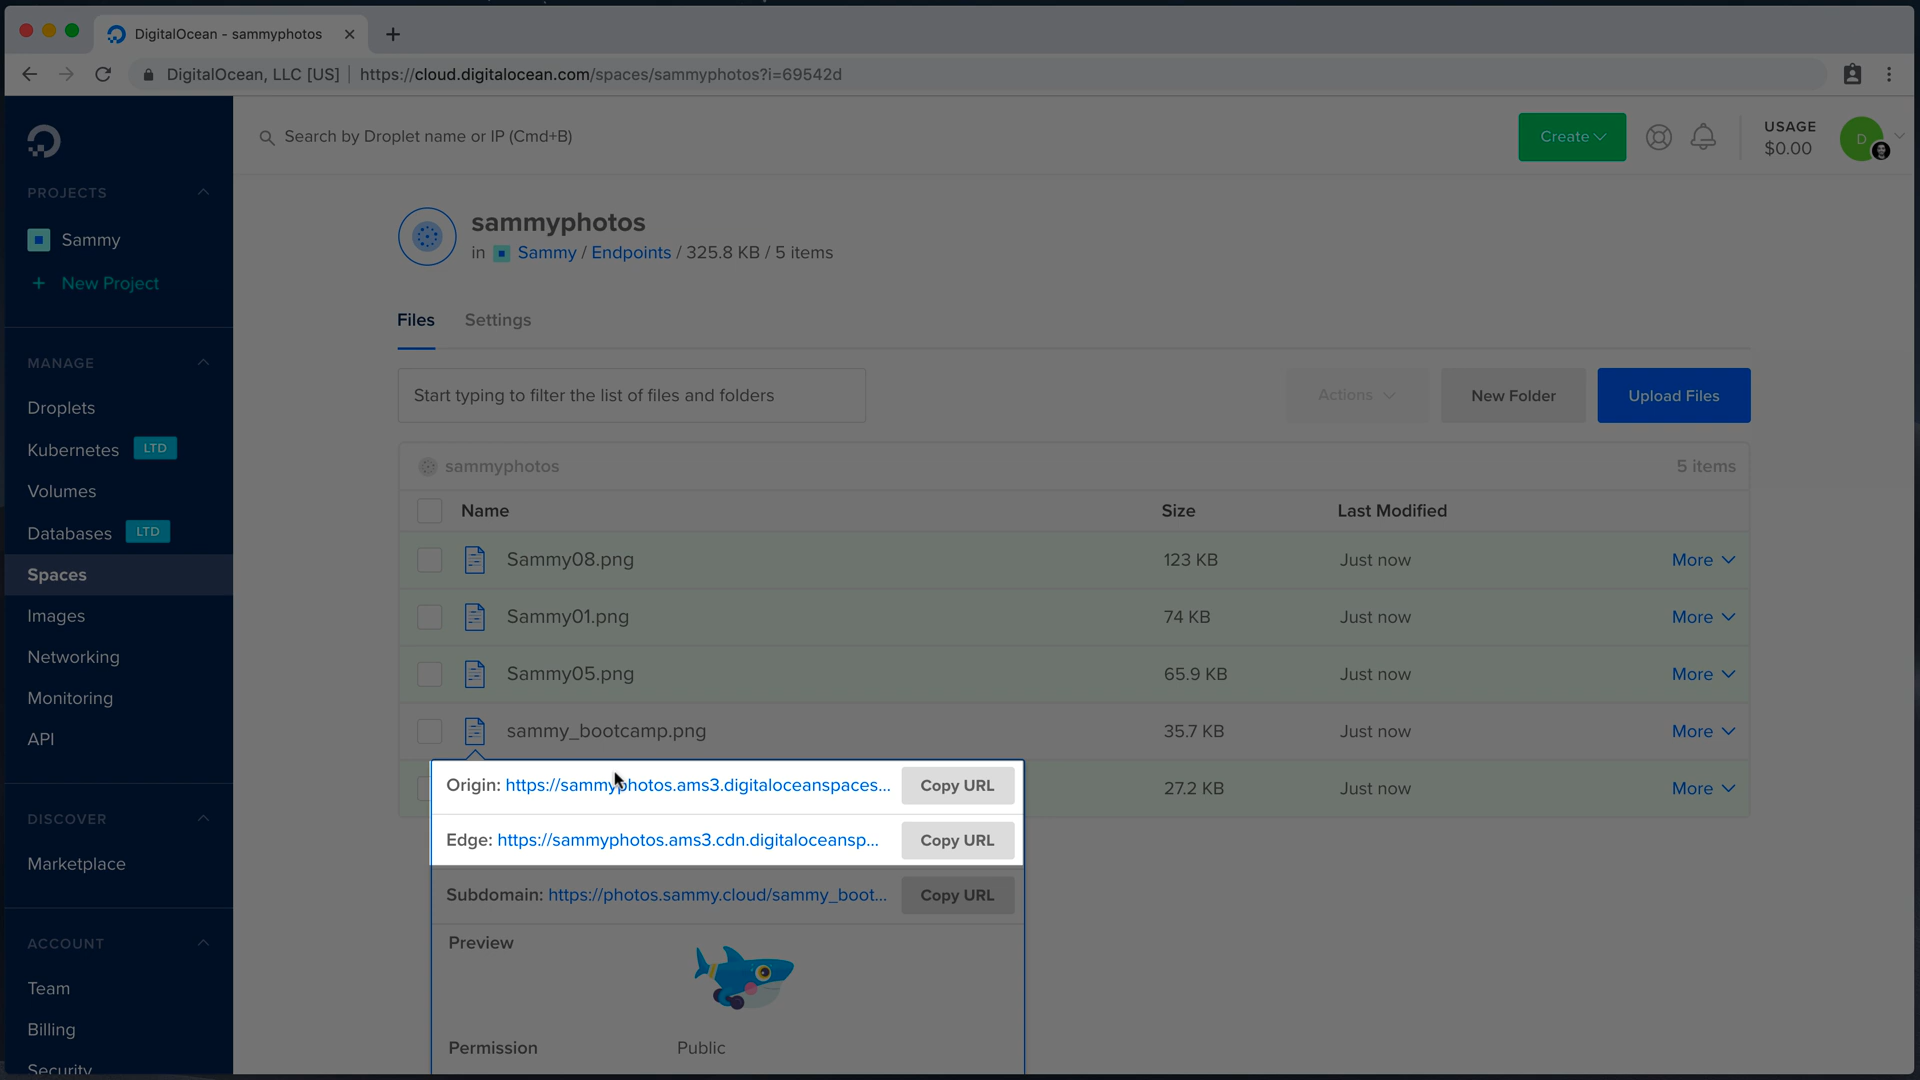 DigitalOcean - sammyphotos
DigitalOcean, LLC [US] | https://cloud.digitalocean.com/spaces/sammyphotos?i=69542d
Search by Droplet name or IP (Cmd+B)
Create
USAGE
$0.00
D
PROJECTS
Sammy
+ New Project
MANAGE
Droplets
Kubernetes LTD
Volumes
Databases LTD
Spaces
Images
Networking
Monitoring
API
DISCOVER
Marketplace
ACCOUNT
Team
Billing
Security
sammyphotos
in Sammy / Endpoints / 325.8 KB / 5 items
Files Settings
Start typing to filter the list of files and folders
Actions
New Folder
Upload Files
sammyphotos 5 items
Name Size Last Modified
Sammy08.png 123 KB Just now More
Sammy01.png 74 KB Just now More
Sammy05.png 65.9 KB Just now More
sammy_bootcamp.png 35.7 KB Just now More
27.2 KB Just now More
Origin: https://sammyphotos.ams3.digitaloceanspaces... Copy URL
Edge: https://sammyphotos.ams3.cdn.digitaloceansp... Copy URL
Subdomain: https://photos.sammy.cloud/sammy_boot... Copy URL
Preview
Permission Public